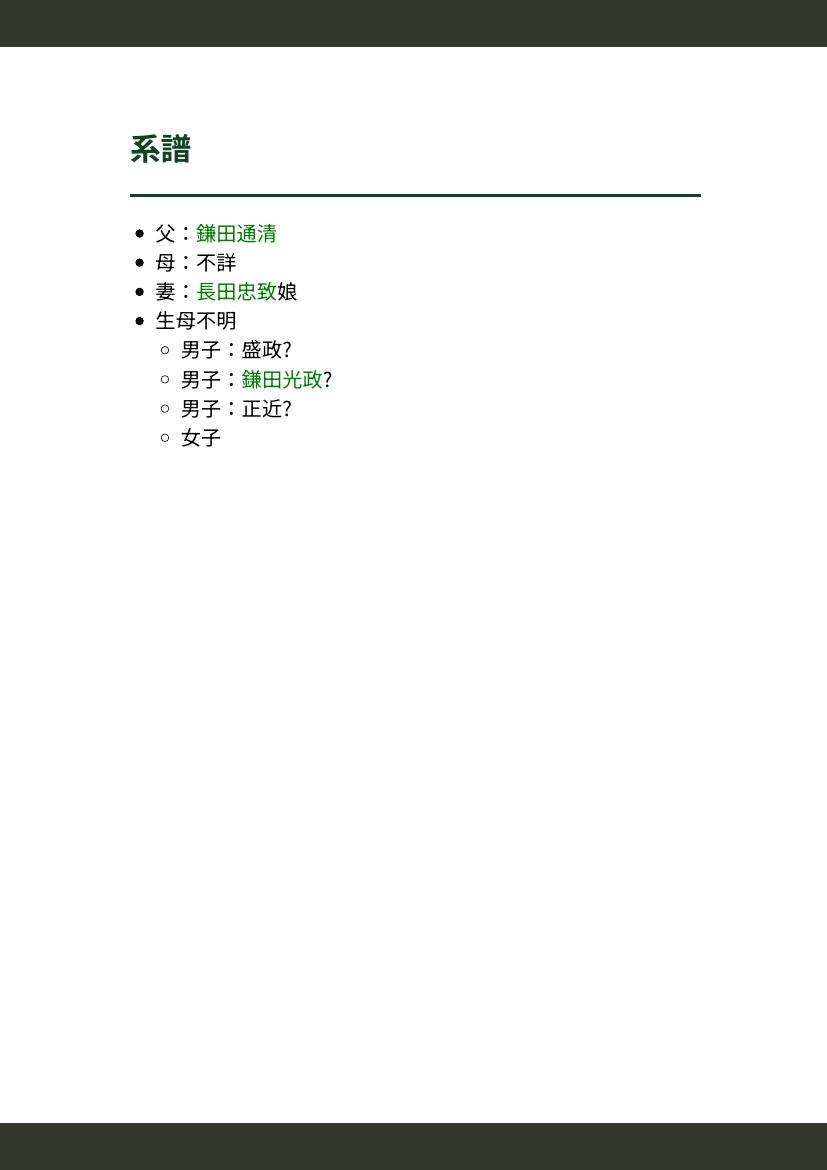 系譜
父：鎌田通清
母：不詳
妻：長田忠致娘
生母不明
男子：盛政?
男子：鎌田光政?
男子：正近?
女子